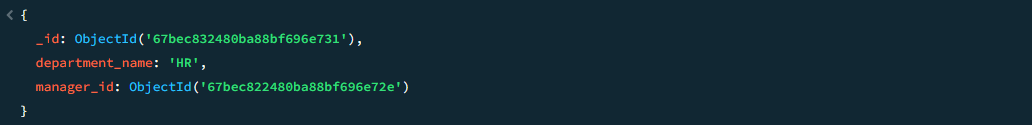 {
_id: ObjectId('67bec832480ba88bf696e731'),
department_name: 'HR',
manager_id: ObjectId('67bec822480ba88bf696e72e')
}